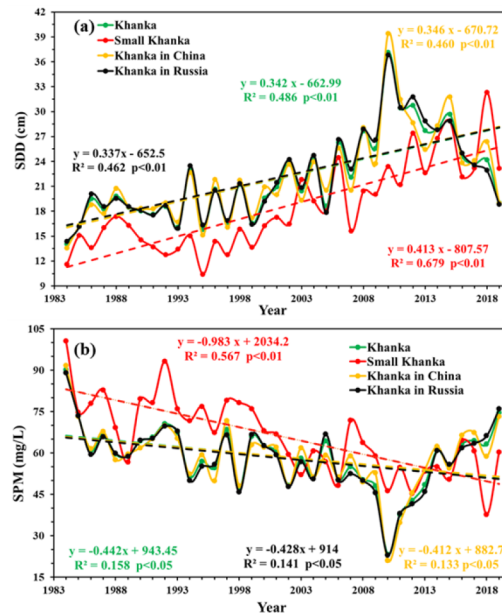 (a)
Khanka
Small Khanka
Khanka in China
Khanka in Russia
y = 0.346 x - 670.72
R² = 0.460 p<0.01
y = 0.342 x - 662.99
R² = 0.486 p<0.01
y = 0.337x - 652.5
R² = 0.462 p<0.01
y = 0.413 x - 807.57
R² = 0.679 p<0.01
SDD (cm)
42
39
36
33
30
27
24
21
18
15
12
9
1983 1988 1993 1998 2003 2008 2013 2018
Year
(b)
y = -0.983 x + 2034.2
R² = 0.567 p<0.01
Khanka
Small Khanka
Khanka in China
Khanka in Russia
SPM (mg/L)
105
90
75
60
45
30
15
y = -0.442x + 943.45
R² = 0.158 p<0.05
y = -0.428x + 914
R² = 0.141 p<0.05
y = -0.412 x + 882.7
R² = 0.133 p<0.05
1983 1988 1993 1998 2003 2008 2013 2018
Year